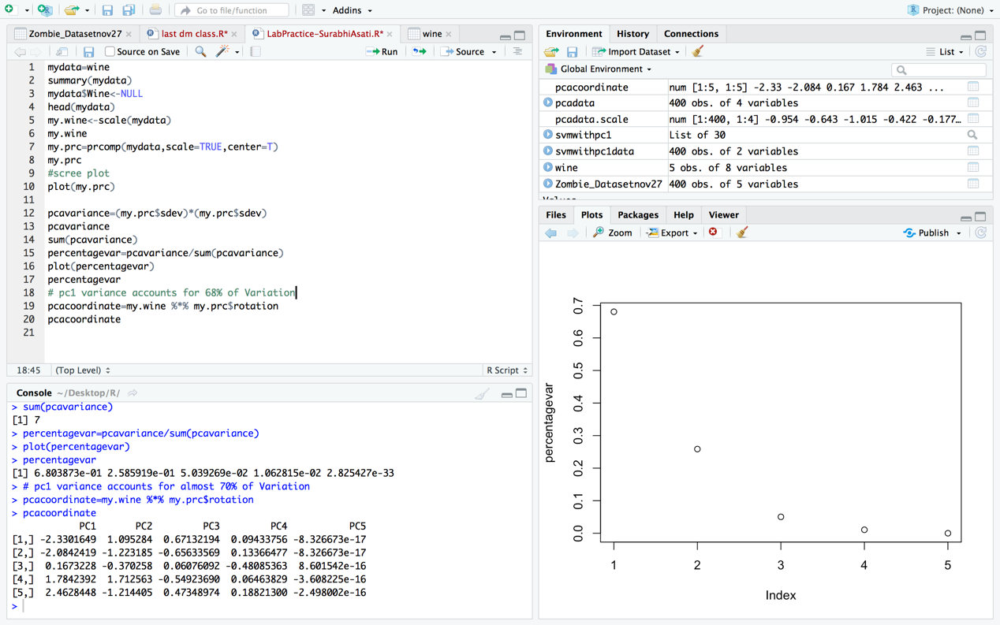 Go to file/function
Addins
Project: (None)
Zombie_Datasetnov27
last dm class.R*
LabPractice-SurabhiAsati.R*
wine
Source on Save
Run
Source
1 mydata=wine
2 summary(mydata)
3 mydata$Wine<-NULL
4 head(mydata)
5 my.wine<-scale(mydata)
6 my.wine
7 my.prc=prcomp(mydata,scale=TRUE,center=T)
8 my.prc
9 #scree plot
10 plot(my.prc)
11
12 pcavariance=(my.prc$sdev)*(my.prc$sdev)
13 pcavariance
14 sum(pcavariance)
15 percentagevar=pcavariance/sum(pcavariance)
16 plot(percentagevar)
17 percentagevar
18 # pc1 variance accounts for 68% of Variation
19 pcacoordinate=my.wine %*% my.prc$rotation
20 pcacoordinate
21
18:45 (Top Level) R Script
Console ~/Desktop/R/
> sum(pcavariance)
[1] 7
> percentagevar=pcavariance/sum(pcavariance)
> plot(percentagevar)
> percentagevar
[1] 6.803873e-01 2.585919e-01 5.039269e-02 1.062815e-02 2.825427e-33
> # pc1 variance accounts for almost 70% of Variation
> pcacoordinate=my.wine %*% my.prc$rotation
> pcacoordinate
PC1 PC2 PC3 PC4 PC5
[1,] -2.3301649 1.095284 0.67132194 0.09433756 -8.326673e-17
[2,] -2.0842419 -1.223185 -0.65633569 0.13366477 -8.326673e-17
[3,] 0.1673228 -0.370258 0.06076092 -0.48085363 8.601542e-16
[4,] 1.7842392 1.712563 -0.54923690 0.06463829 -3.608225e-16
[5,] 2.4628448 -1.214405 0.47348974 0.18821300 -2.498002e-16
>
Environment History Connections
Import Dataset
List
Global Environment
pcacoordinate num [1:5, 1:5] -2.33 -2.084 0.167 1.784 2.463 ...
pcadata 400 obs. of 4 variables
pcadata.scale num [1:400, 1:4] -0.954 -0.643 -1.015 -0.422 -0.177…
svmwithpc1 List of 30
svmwithpc1data 400 obs. of 2 variables
wine 5 obs. of 8 variables
Zombie_Datasetnov27 400 obs. of 5 variables
Values
Files Plots Packages Help Viewer
Zoom
Export
Publish
percentagevar
0.7
0.6
0.5
0.4
0.3
0.2
0.1
0.0
1 2 3 4 5
Index